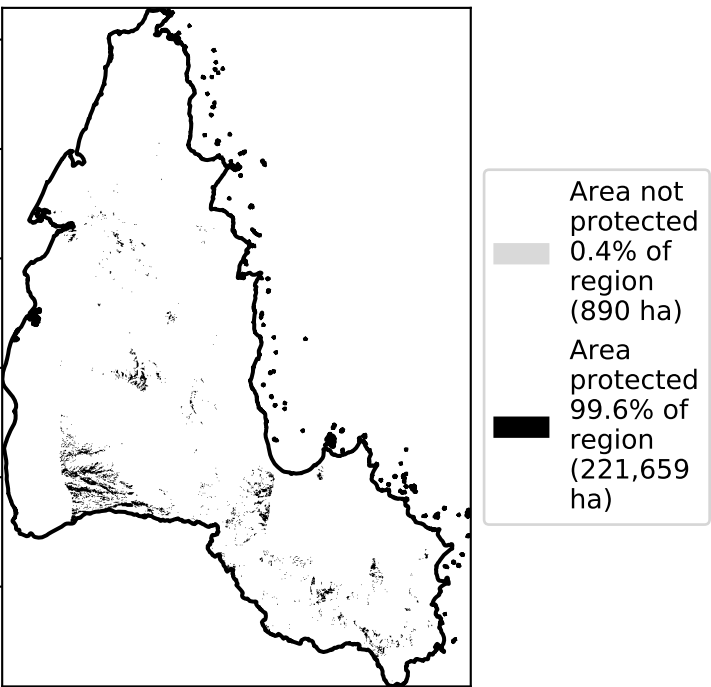 Area not
protected
0.4% of
region
(890 ha)
Area
protected
99.6% of
region
(221,659
ha)